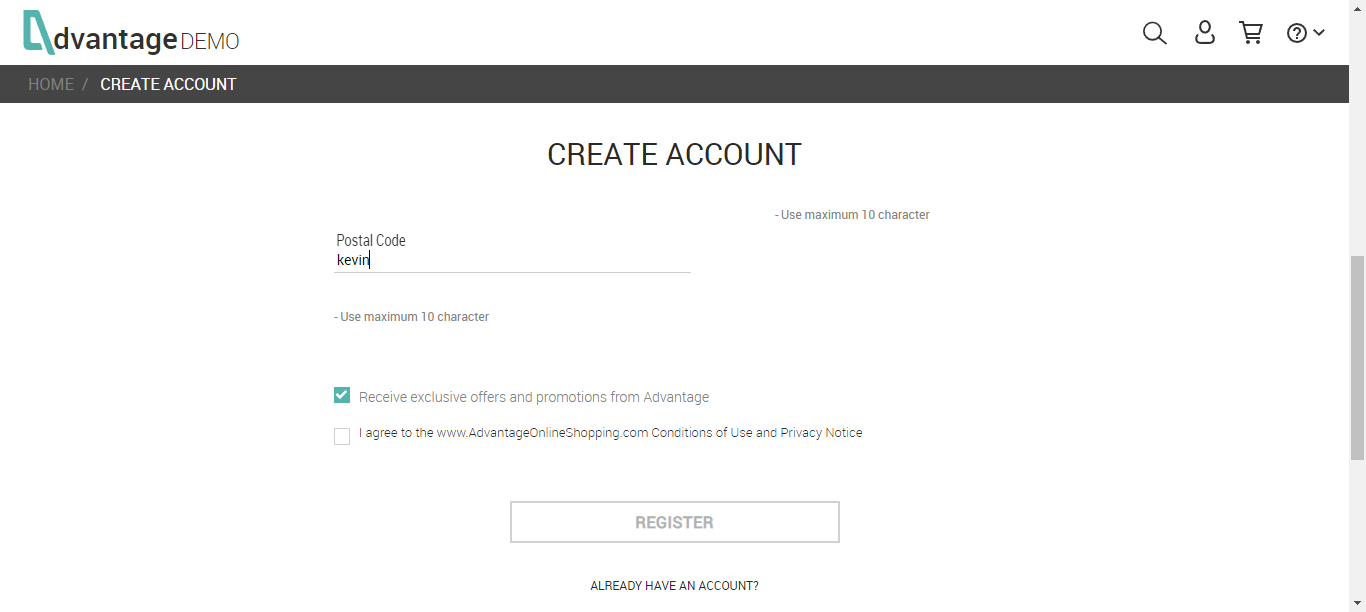 Advantage DEMO
HOME / CREATE ACCOUNT
CREATE ACCOUNT
- Use maximum 10 character
Postal Code
kevin
- Use maximum 10 character
Receive exclusive offers and promotions from Advantage
I agree to the www.AdvantageOnlineShopping.com Conditions of Use and Privacy Notice
REGISTER
ALREADY HAVE AN ACCOUNT?